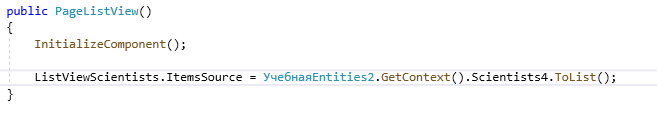 public PageListView()
{
InitializeComponent();
ListViewScientists.ItemsSource = УчебнаяEntities2.GetContext().Scientists4.ToList();
}